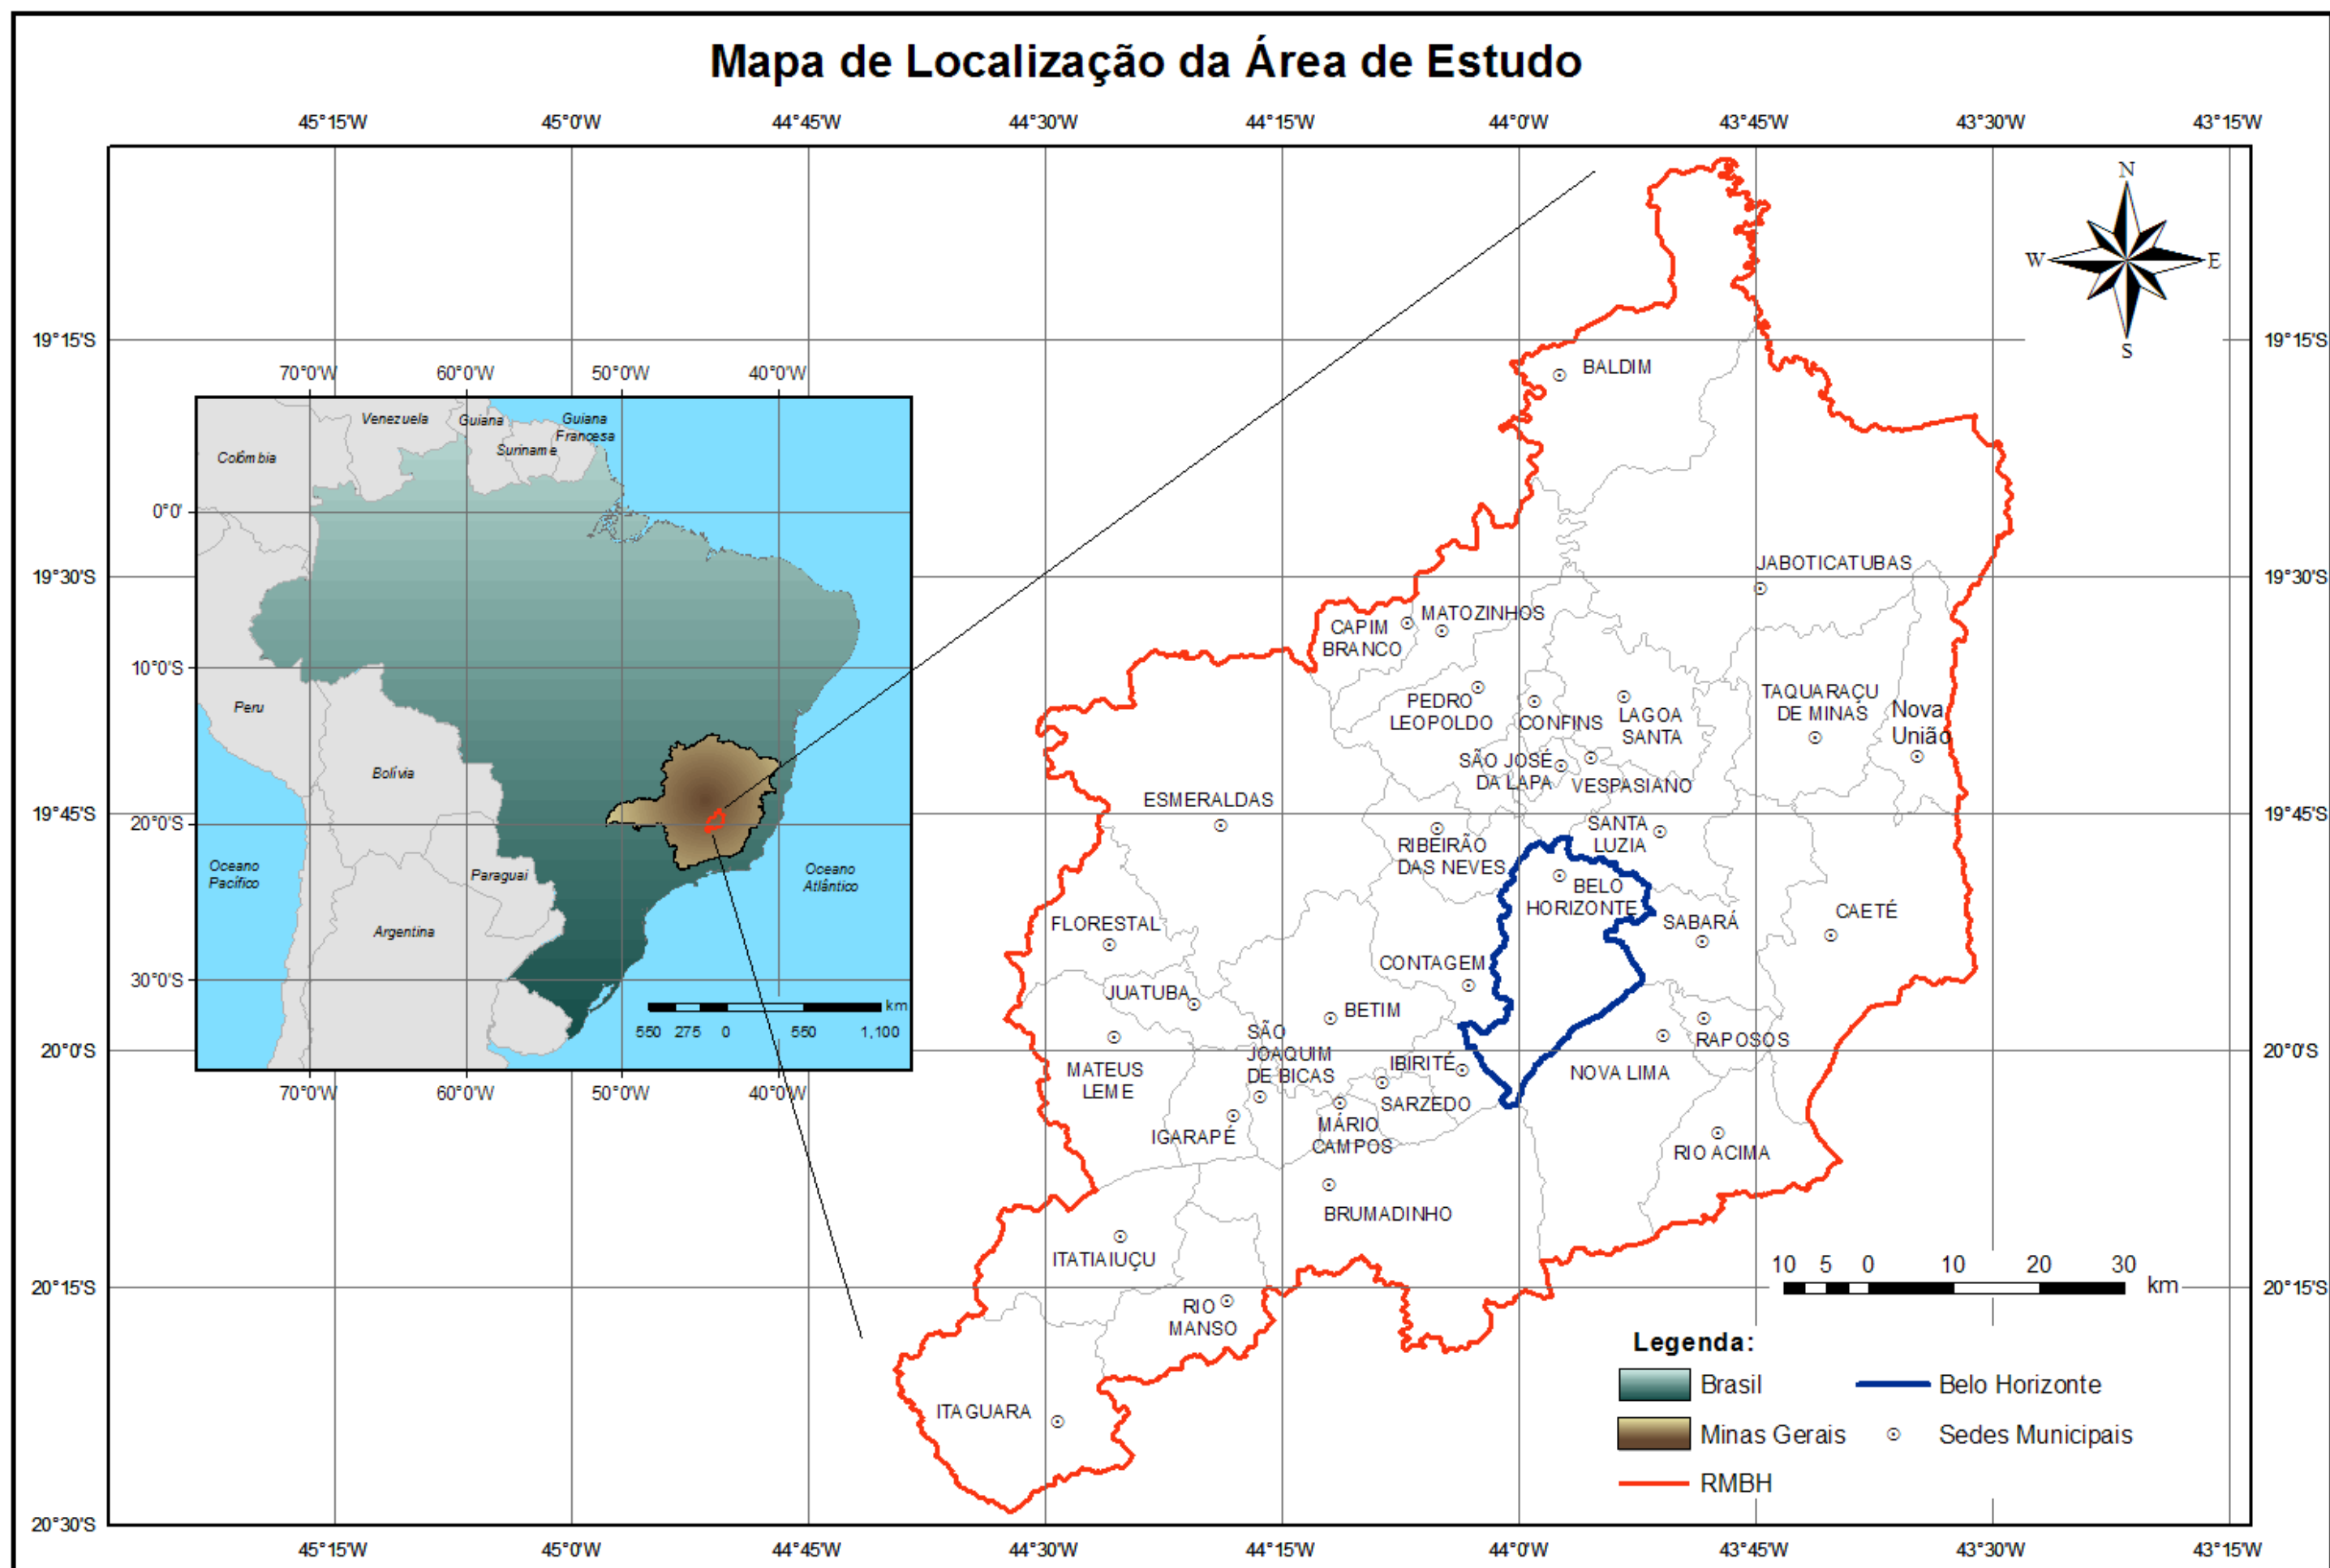 Mapa de Localização da Área de Estudo
45°15'W 45°0'W 44°45'W 44°30'W 44°15'W 44°0'W 43°45'W 43°30'W 43°15'W
N
W E
S
19°15'S 19°15'S
70°0'W 60°0'W 50°0'W 40°0'W
Venezuela
Guiana
Guiana
Francesa
Suriname
Colômbia
0°0'
10°0'S
Peru
Bolívia
20°0'S
Oceano
Pacífico
Paraguai
Oceano
Atlântico
Argentina
30°0'S
km
550 275 0 550 1,100
70°0'W 60°0'W 50°0'W 40°0'W
BALDIM
19°30'S 19°30'S
JABOTICATUBAS
MATOZINHOS
CAPIM
BRANCO
PEDRO
LEOPOLDO
CONFINS
LAGOA
SANTA
TAQUARAÇU
DE MINAS
Nova
União
SÃO JOSÉ
DA LAPA
VESPASIANO
19°45'S 19°45'S
ESMERALDAS
RIBEIRÃO
DAS NEVES
SANTA
LUZIA
BELO
HORIZONTE
SABARÁ
CAETÉ
FLORESTAL
CONTAGEM
JUATUBA
BETIM
SÃO
JOAQUIM
DE BICAS
20°0'S 20°0'S
MATEUS
LEME
IBIRITÉ
SARZEDO
NOVA LIMA
RAPOSOS
IGARAPÉ
MÁRIO
CAMPOS
RIO ACIMA
BRUMADINHO
ITATIAIUÇU
20°15'S 20°15'S
RIO
MANSO
ITAGUARA
10 5 0 10 20 30
km
Legenda:
Brasil
Belo Horizonte
Minas Gerais
Sedes Municipais
RMBH
20°30'S
45°15'W 45°0'W 44°45'W 44°30'W 44°15'W 44°0'W 43°45'W 43°30'W 43°15'W